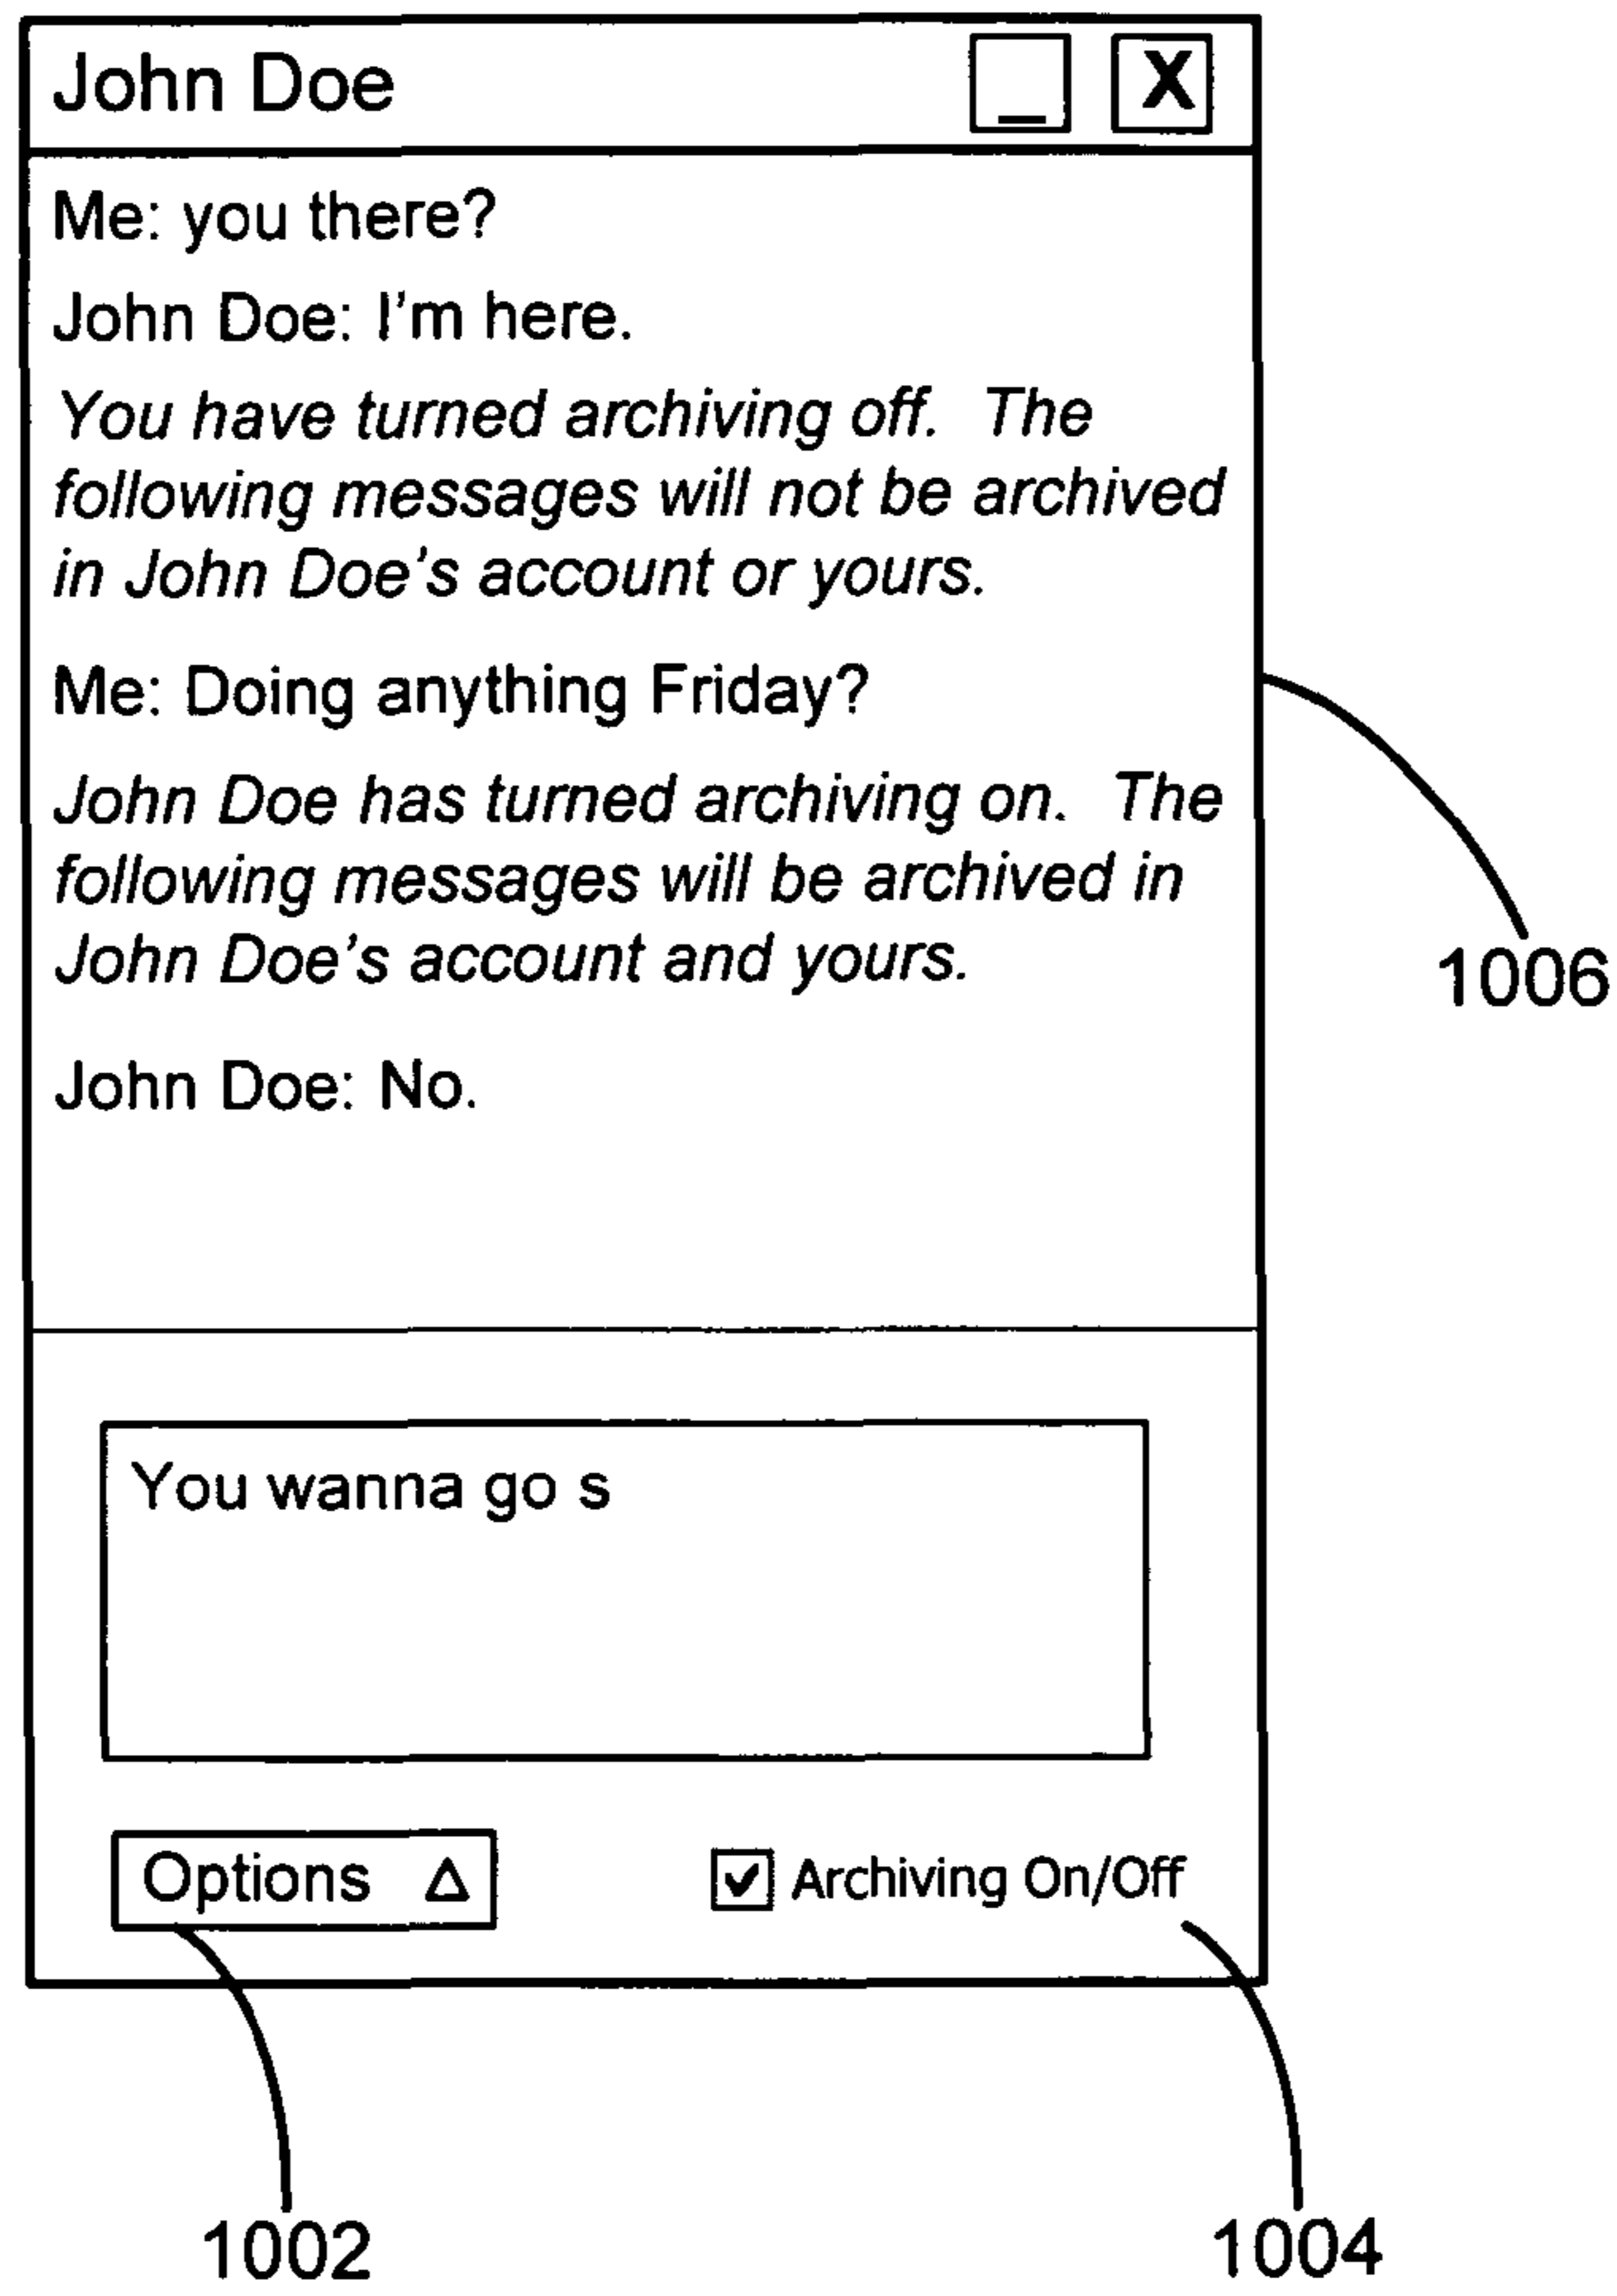 John Doe _ X
Me: you there?
John Doe: I'm here.
You have turned archiving off. The
following messages will not be archived
in John Doe's account or yours.
Me: Doing anything Friday?
John Doe has turned archiving on. The
following messages will be archived in
John Doe's account and yours.
1006
John Doe: No.
You wanna go s
Options △ ✓ Archiving On/Off
1002 1004